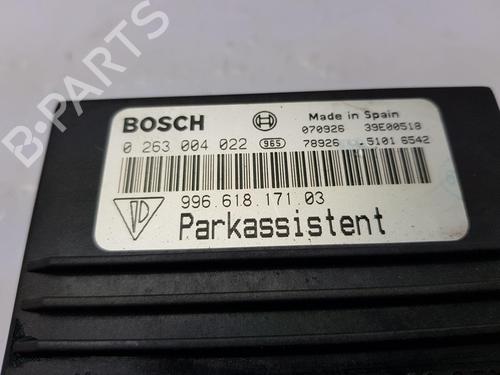 B-PARTS
BOSCH
Made in Spain
070926 39E00518
0 263 004 022 965 78926 5101 6542
996.618.171.03
Parkassistent